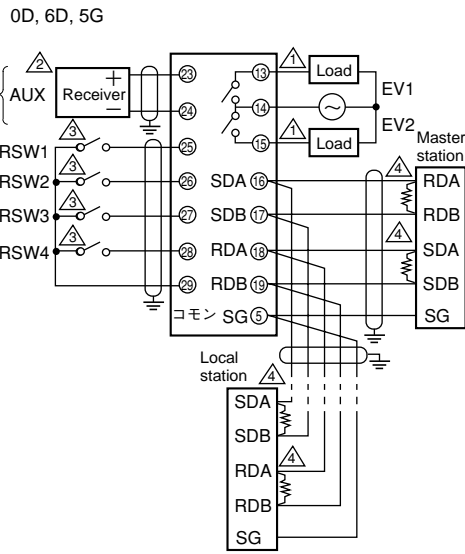 0D, 6D, 5G
AUX
2
Receiver
+
−
23
24
RSW1
3
25
RSW2
3
26
RSW3
3
27
RSW4
3
28
29
コモン
13
1
Load
EV1
14
~
15
1
Load
EV2
SDA 16
SDB 17
RDA 18
RDB 19
SG 5
Master
station
4
RDA
RDB
4
SDA
SDB
SG
Local
station
4
SDA
SDB
4
RDA
RDB
SG